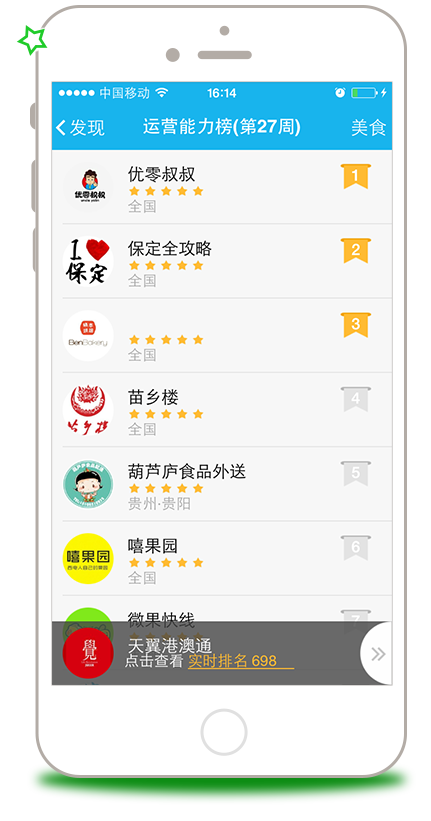 中国移动
16:14
发现
运营能力榜(第27周)
美食
优零叔叔
优零叔叔
全国
1
I
保定
保定全攻略
全国
2
BenBakery
全国
3
苗乡楼
全国
4
葫芦庐食品外送
贵州·贵阳
5
嘻果园
嘻果园
全国
6
微果快线
7
觉
天翼港澳通
点击查看 实时排名 698